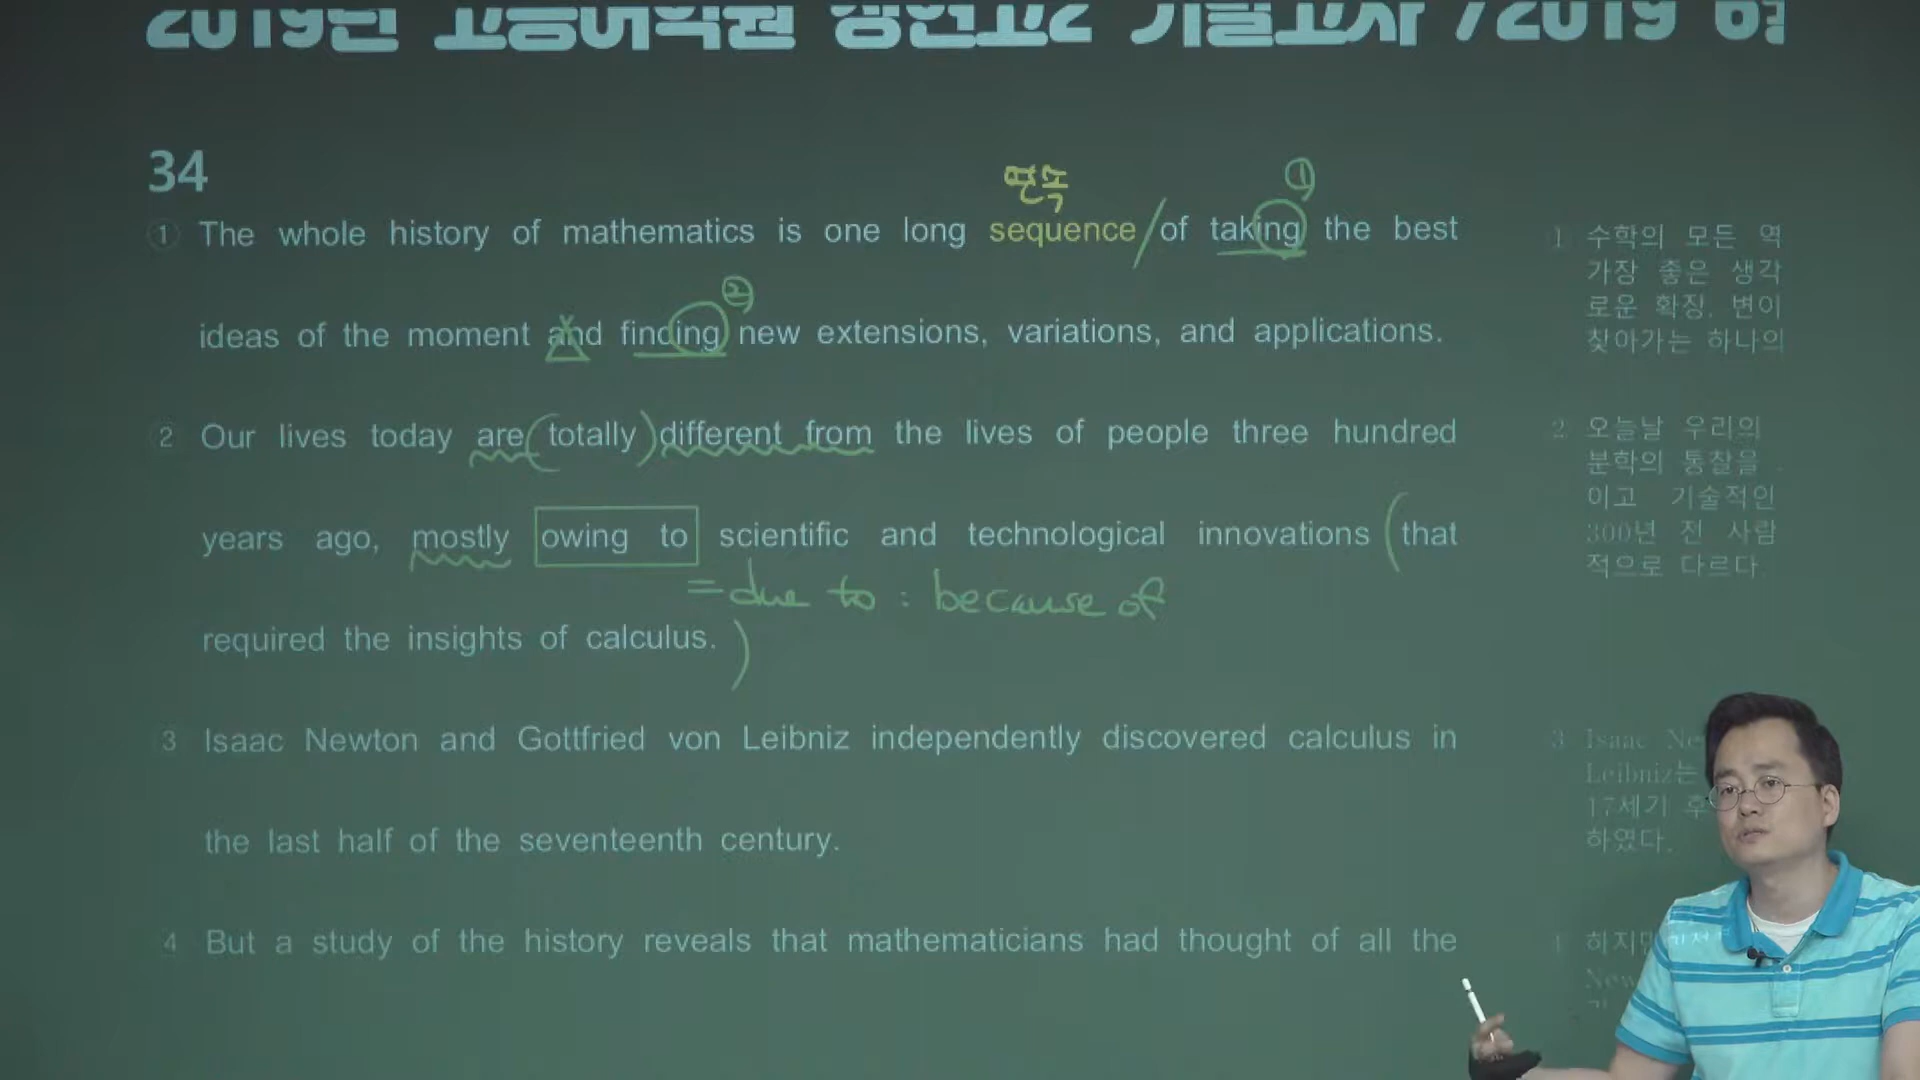 34
연속
①
① The whole history of mathematics is one long sequence / of taking the best
②
ideas of the moment and finding new extensions, variations, and applications.
2 Our lives today are (totally) different from the lives of people three hundred
years ago, mostly owing to scientific and technological innovations (that
= due to : because of
required the insights of calculus. )
3 Isaac Newton and Gottfried von Leibniz independently discovered calculus in
the last half of the seventeenth century.
4 But a study of the history reveals that mathematicians had thought of all the
1 수학의 모든 역
가장 좋은 생각
로운 확장, 변이
찾아가는 하나의
2 오늘날 우리의
분학의 통찰을
이고 기술적인
300년 전 사람
적으로 다르다.
3 Isaac Ne
Leibniz는
17세기 후
하였다.